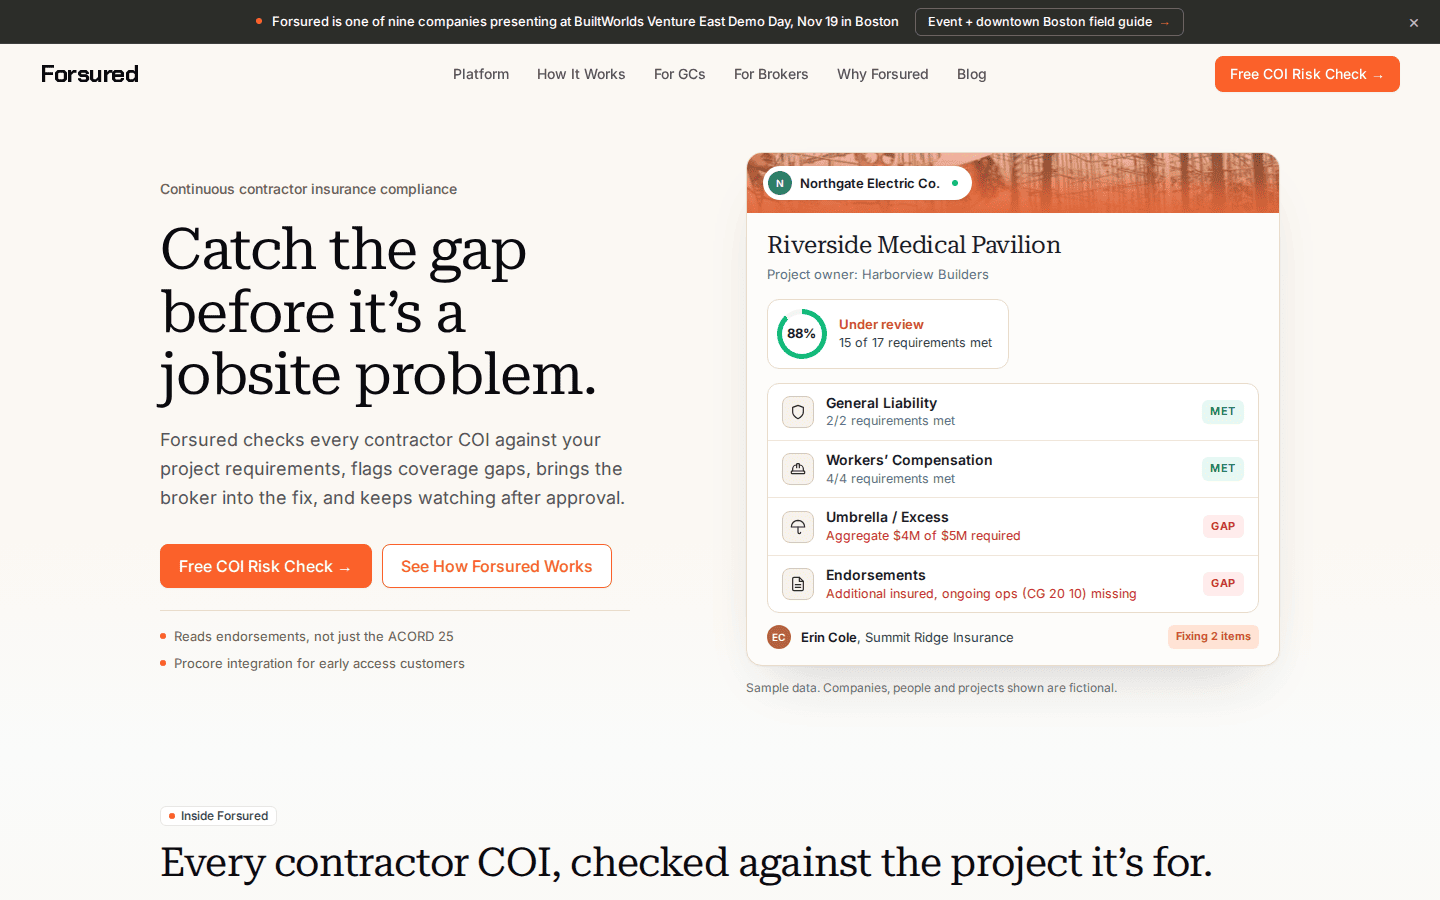 Forsured is one of nine companies presenting at BuiltWorlds Venture East Demo Day, Nov 19 in Boston
Event + downtown Boston field guide →
×
Forsured
Platform
How It Works
For GCs
For Brokers
Why Forsured
Blog
Free COI Risk Check →
Continuous contractor insurance compliance
Catch the gap
before it’s a
jobsite problem.
Forsured checks every contractor COI against your
project requirements, flags coverage gaps, brings the
broker into the fix, and keeps watching after approval.
Free COI Risk Check →
See How Forsured Works
Reads endorsements, not just the ACORD 25
Procore integration for early access customers
N
Northgate Electric Co.
Riverside Medical Pavilion
Project owner: Harborview Builders
88%
Under review
15 of 17 requirements met
General Liability
2/2 requirements met
MET
Workers’ Compensation
4/4 requirements met
MET
Umbrella / Excess
Aggregate $4M of $5M required
GAP
Endorsements
Additional insured, ongoing ops (CG 20 10) missing
GAP
EC
Erin Cole, Summit Ridge Insurance
Fixing 2 items
Sample data. Companies, people and projects shown are fictional.
Inside Forsured
Every contractor COI, checked against the project it’s for.